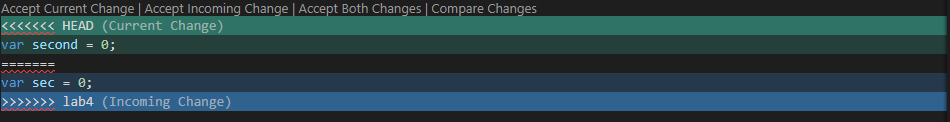 Accept Current Change | Accept Incoming Change | Accept Both Changes | Compare Changes
<<<<<<< HEAD (Current Change)
var second = 0;
=======
var sec = 0;
>>>>>>> lab4 (Incoming Change)